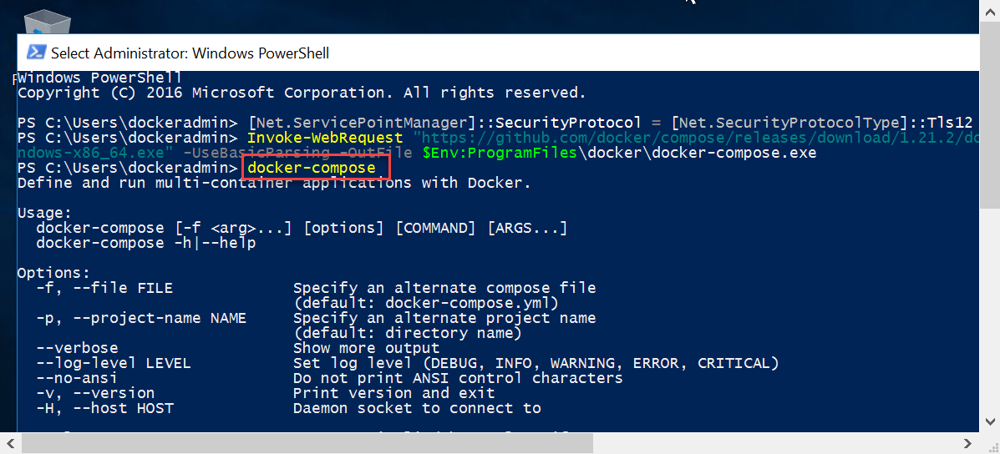 Select Administrator: Windows PowerShell
Windows PowerShell
Copyright (C) 2016 Microsoft Corporation. All rights reserved.
PS C:\Users\dockeradmin> [Net.ServicePointManager]::SecurityProtocol = [Net.SecurityProtocolType]::Tls12
PS C:\Users\dockeradmin> Invoke-WebRequest "https://github.com/docker/compose/releases/download/1.21.2/do
ndows-x86_64.exe" -UseBasicParsing -OutFile $Env:ProgramFiles\docker\docker-compose.exe
PS C:\Users\dockeradmin> docker-compose
Define and run multi-container applications with Docker.
Usage:
docker-compose [-f <arg>...] [options] [COMMAND] [ARGS...]
docker-compose -h|--help
Options:
-f, --file FILE Specify an alternate compose file
(default: docker-compose.yml)
-p, --project-name NAME Specify an alternate project name
(default: directory name)
--verbose Show more output
--log-level LEVEL Set log level (DEBUG, INFO, WARNING, ERROR, CRITICAL)
--no-ansi Do not print ANSI control characters
-v, --version Print version and exit
-H, --host HOST Daemon socket to connect to